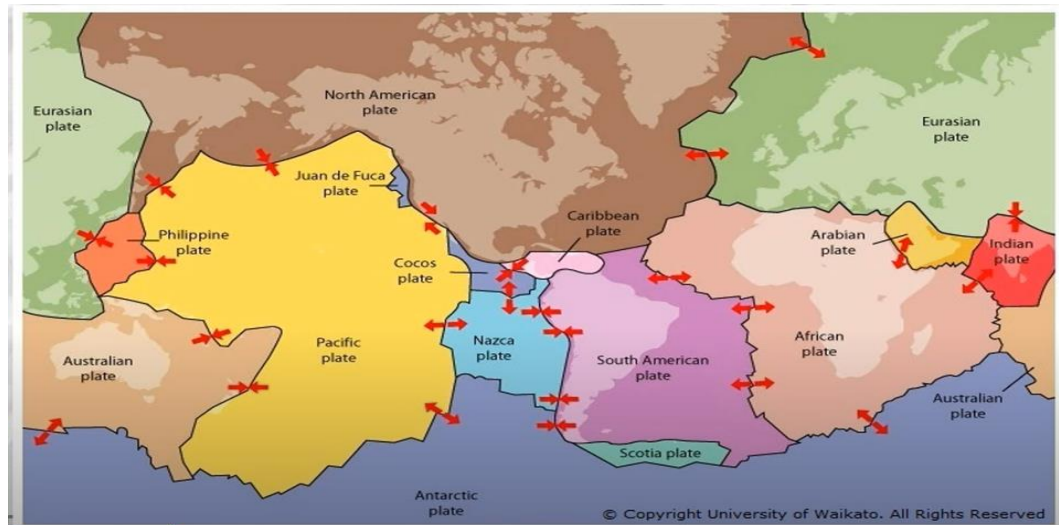 North American
plate
Eurasian
plate
Eurasian
plate
Juan de Fuca
plate
Caribbean
plate
Philippine
plate
Arabian
plate
Indian
plate
Cocos
plate
Australian
plate
Pacific
plate
Nazca
plate
South American
plate
African
plate
Australian
plate
Scotia plate
Antarctic
plate
© Copyright University of Waikato. All Rights Reserved